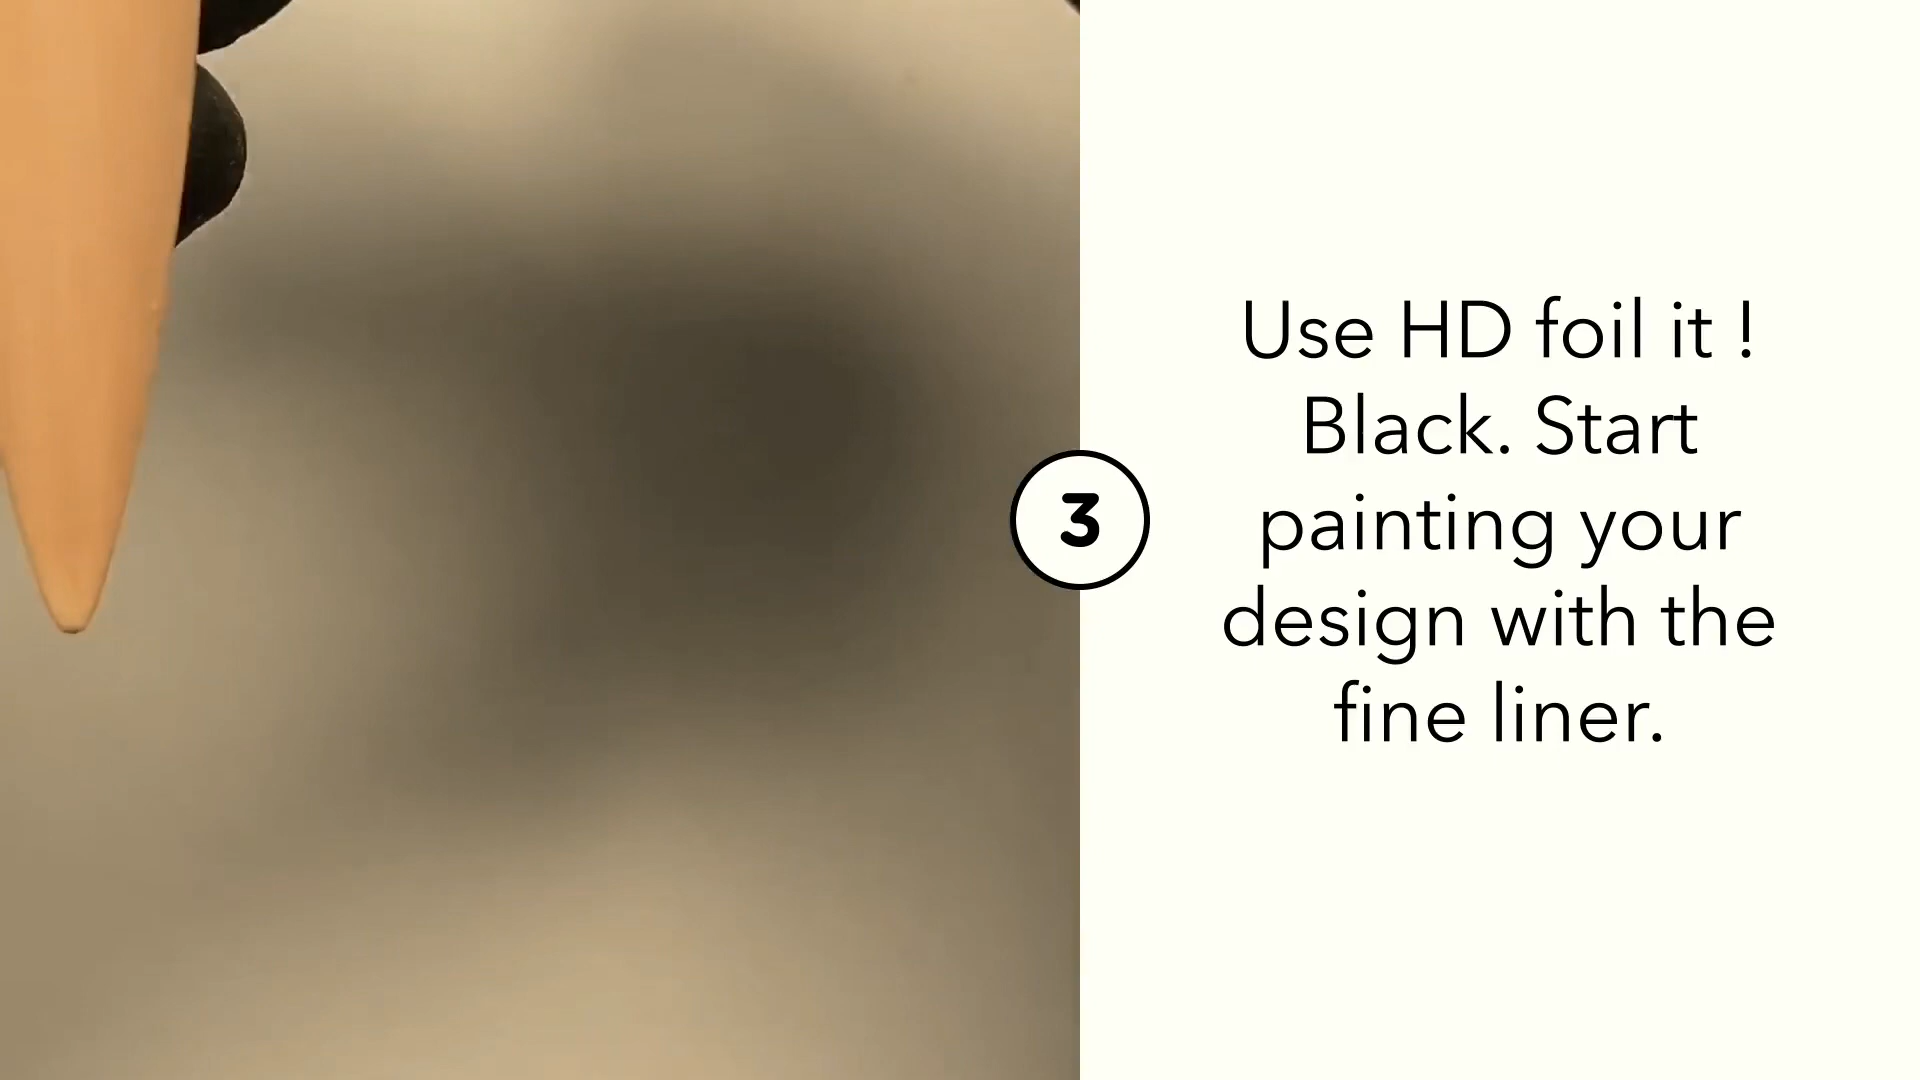 3
Use HD foil it !
Black. Start
painting your
design with the
fine liner.